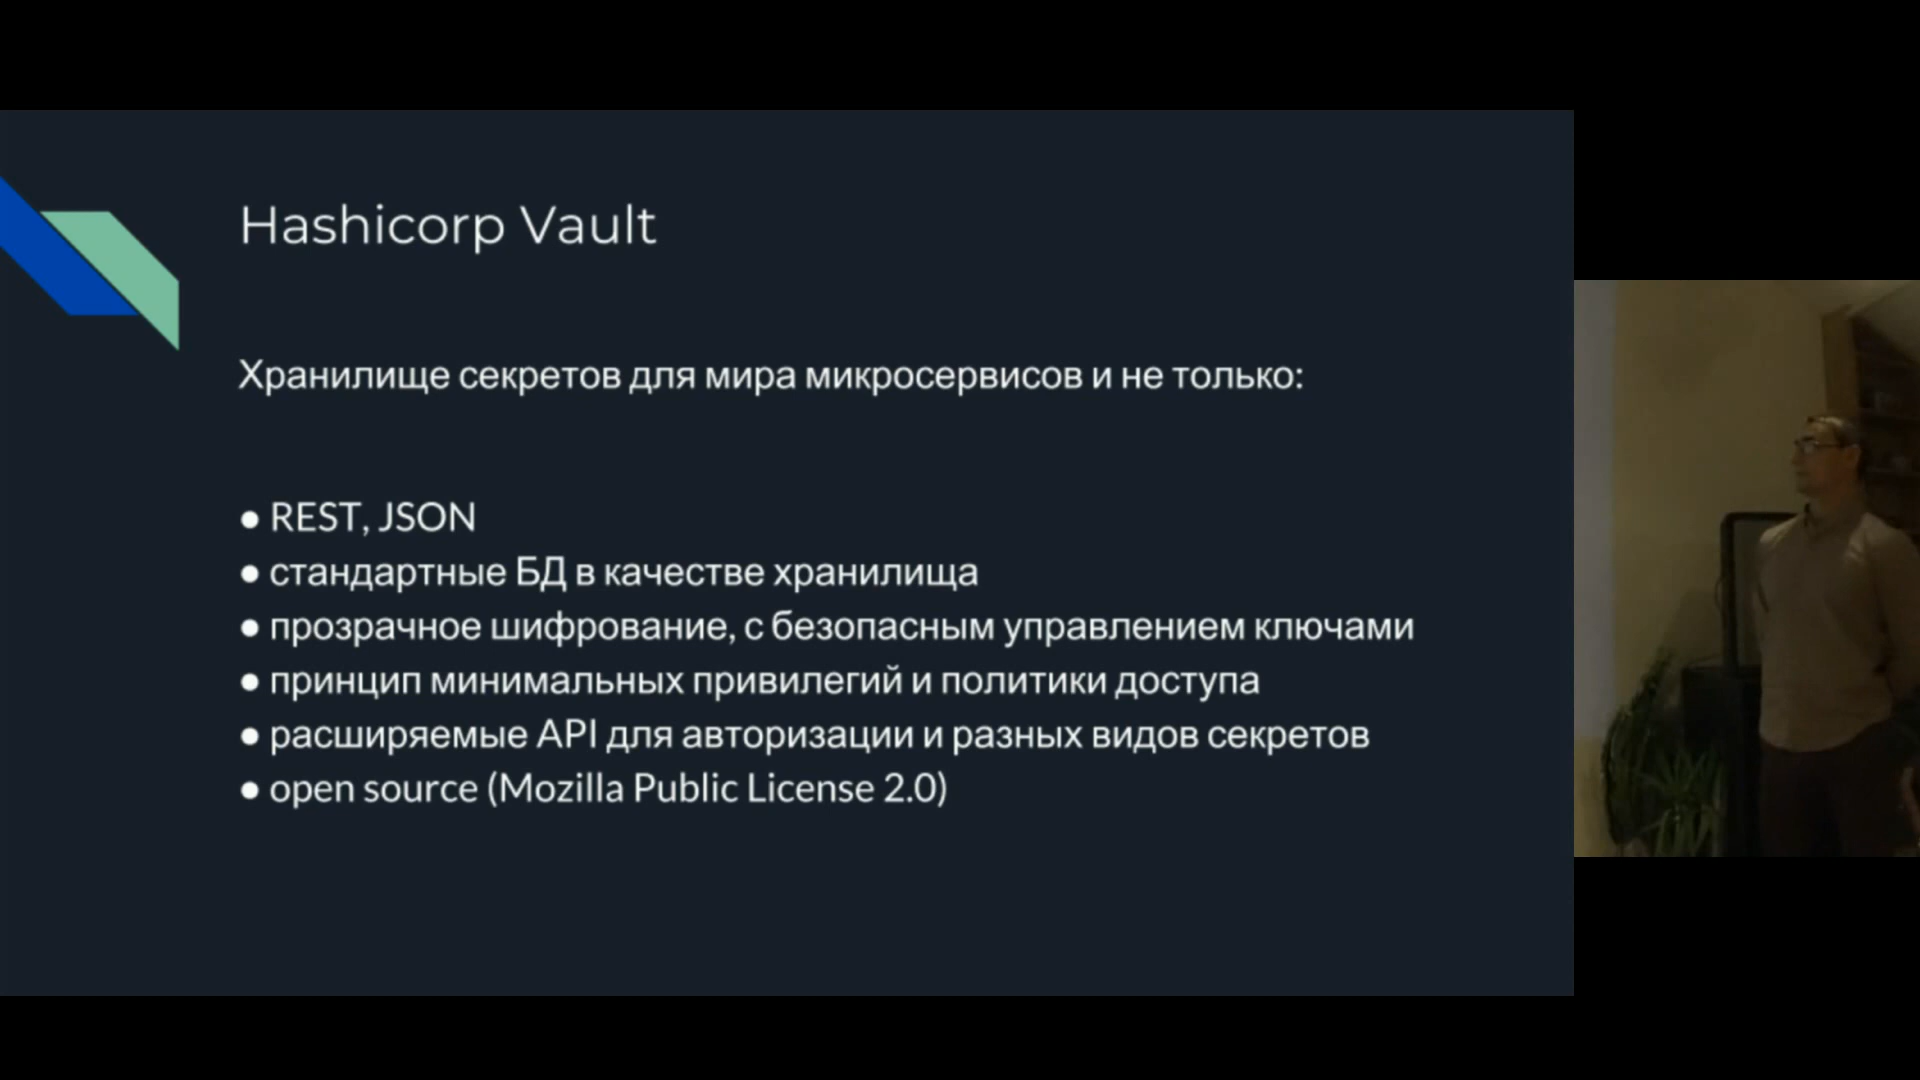 Hashicorp Vault
Хранилище секретов для мира микросервисов и не только:
● REST, JSON
● стандартные БД в качестве хранилища
● прозрачное шифрование, с безопасным управлением ключами
● принцип минимальных привилегий и политики доступа
● расширяемые API для авторизации и разных видов секретов
● open source (Mozilla Public License 2.0)